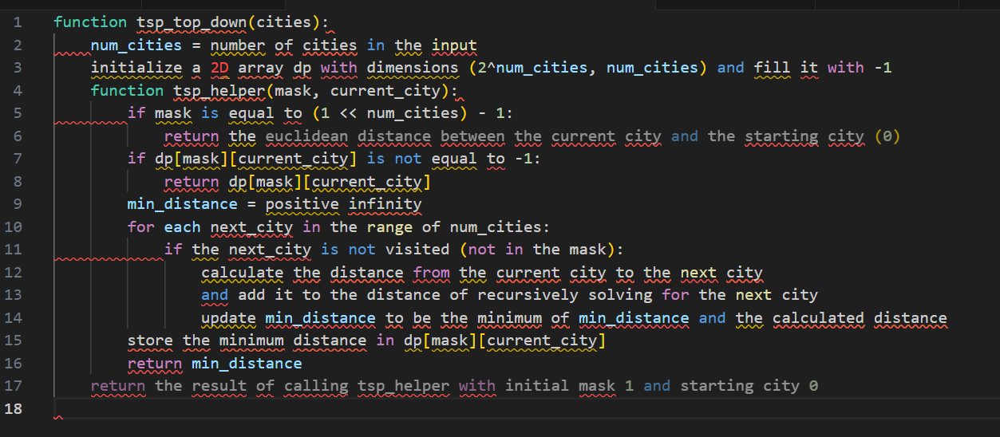 1 function tsp_top_down(cities):
2 num_cities = number of cities in the input
3 initialize a 2D array dp with dimensions (2^num_cities, num_cities) and fill it with -1
4 function tsp_helper(mask, current_city):
5 if mask is equal to (1 << num_cities) - 1:
6 return the euclidean distance between the current city and the starting city (0)
7 if dp[mask][current_city] is not equal to -1:
8 return dp[mask][current_city]
9 min_distance = positive infinity
10 for each next_city in the range of num_cities:
11 if the next_city is not visited (not in the mask):
12 calculate the distance from the current city to the next city
13 and add it to the distance of recursively solving for the next city
14 update min_distance to be the minimum of min_distance and the calculated distance
15 store the minimum distance in dp[mask][current_city]
16 return min_distance
17 return the result of calling tsp_helper with initial mask 1 and starting city 0
18